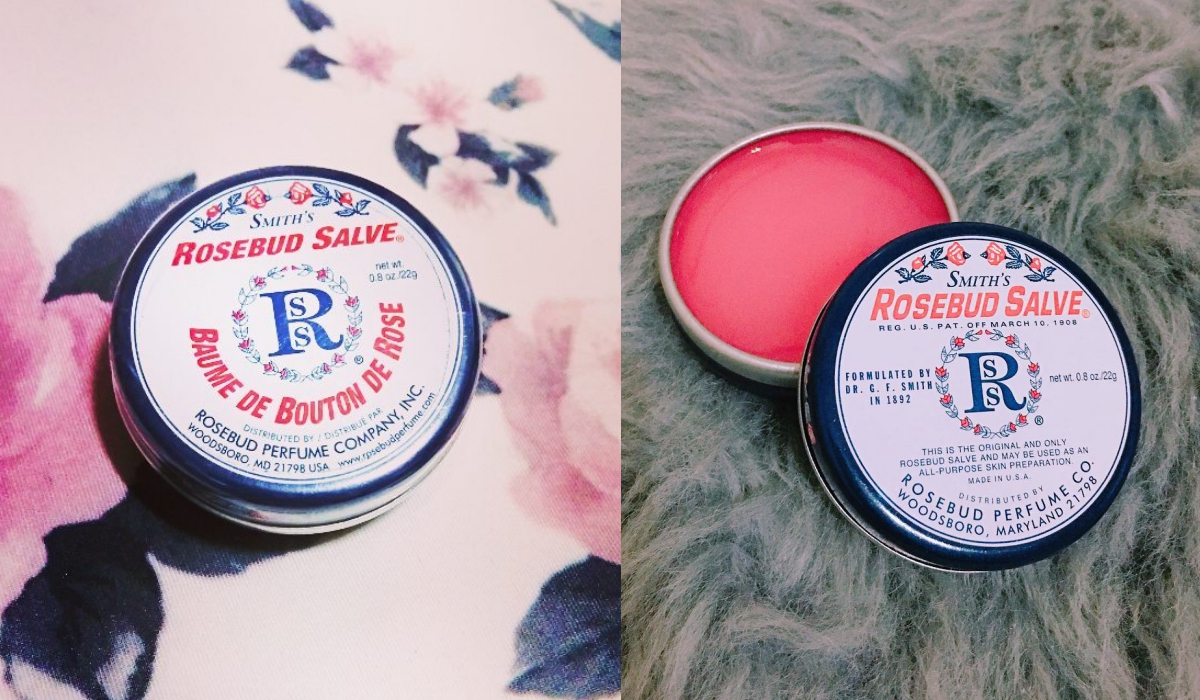 SMITH'S
ROSEBUD SALVE®
net wt.
0.8 oz./22g
RSS
®
BAUME DE BOUTON DE ROSE
DISTRIBUTED BY / DISTRIBUÉ PAR
ROSEBUD PERFUME COMPANY, INC.
WOODSBORO, MD 21798 USA www.rosebudperfume.com
SMITH'S
ROSEBUD SALVE®
REG. U.S. PAT. OFF MARCH 10, 1908
FORMULATED BY
DR. G. F. SMITH
IN 1892
RSS
®
net wt. 0.8 oz./22g
THIS IS THE ORIGINAL AND ONLY
ROSEBUD SALVE AND MAY BE USED AS AN
ALL-PURPOSE SKIN PREPARATION.
MADE IN U.S.A.
DISTRIBUTED BY
ROSEBUD PERFUME CO.
WOODSBORO, MARYLAND 21798